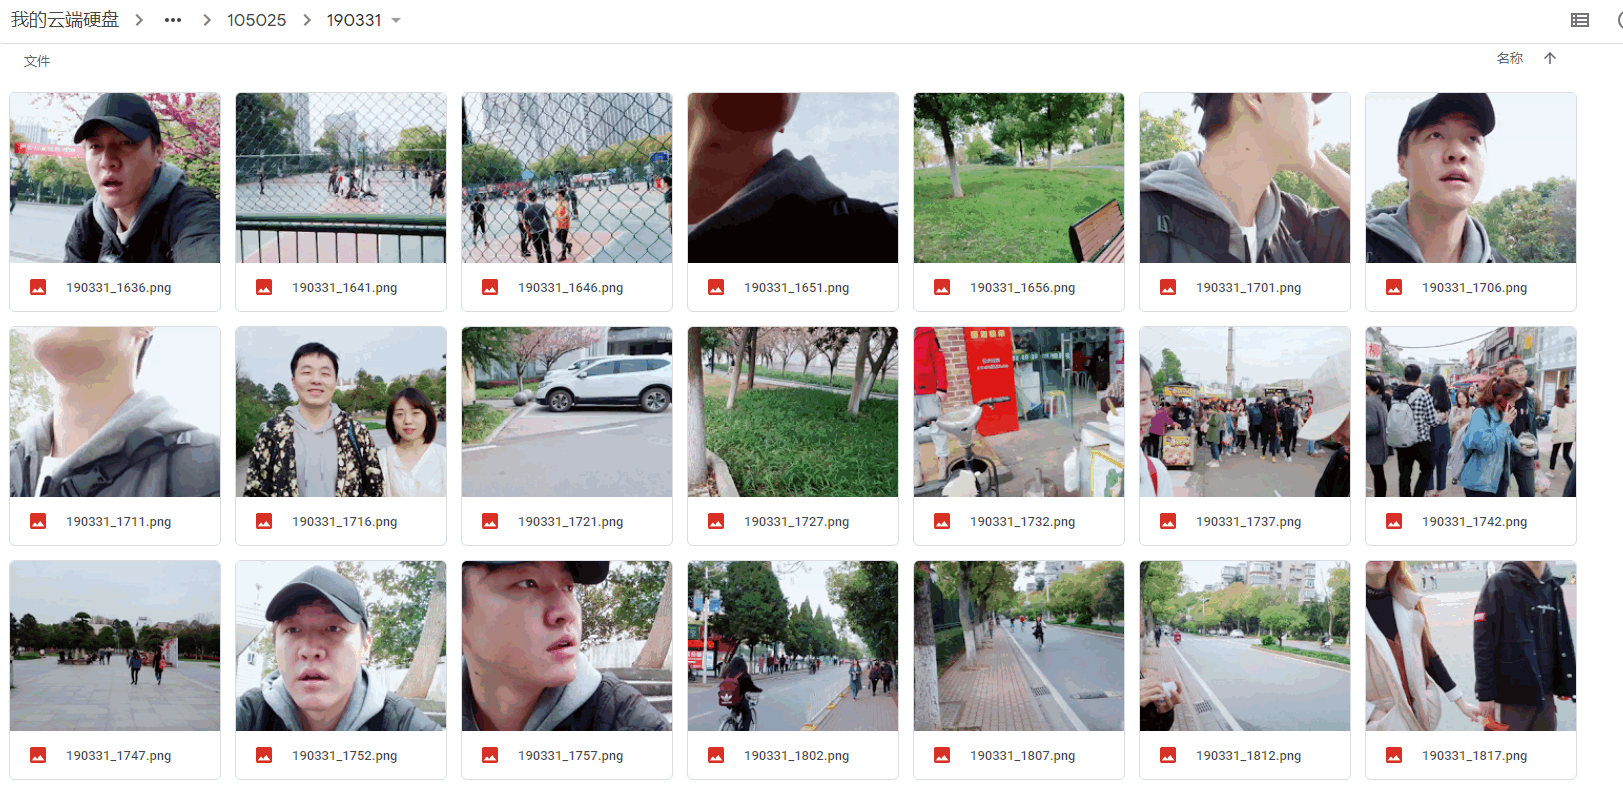 我的云端硬盘 > ••• > 105025 > 190331
文件
名称
190331_1636.png
190331_1641.png
190331_1646.png
190331_1651.png
190331_1656.png
190331_1701.png
190331_1706.png
190331_1711.png
190331_1716.png
190331_1721.png
190331_1727.png
190331_1732.png
190331_1737.png
190331_1742.png
190331_1747.png
190331_1752.png
190331_1757.png
190331_1802.png
190331_1807.png
190331_1812.png
190331_1817.png